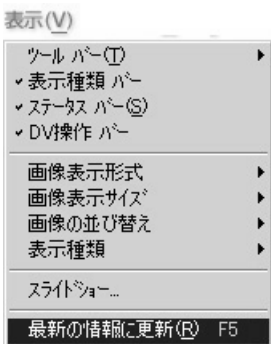 表示(V)
ツール バー(T)
表示種類 バー
ステータス バー(S)
DV操作 バー
画像表示形式
画像表示サイズ
画像の並び替え
表示種類
スライドショー...
最新の情報に更新(R) F5